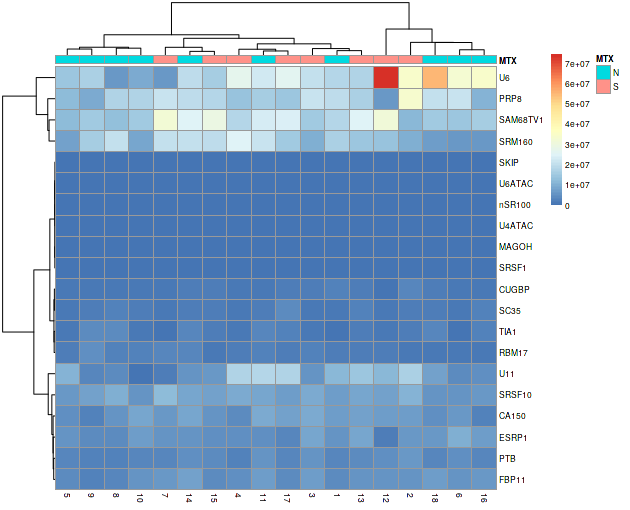 MTX
U6
PRP8
SAM68TV1
SRM160
SKIP
U6ATAC
nSR100
U4ATAC
MAGOH
SRSF1
CUGBP
SC35
TIA1
RBM17
U11
SRSF10
CA150
ESRP1
PTB
FBP11
5 9 8 10 7 14 15 4 11 17 3 1 13 12 2 18 6 16
7e+07
6e+07
5e+07
4e+07
3e+07
2e+07
1e+07
0
MTX
N
S